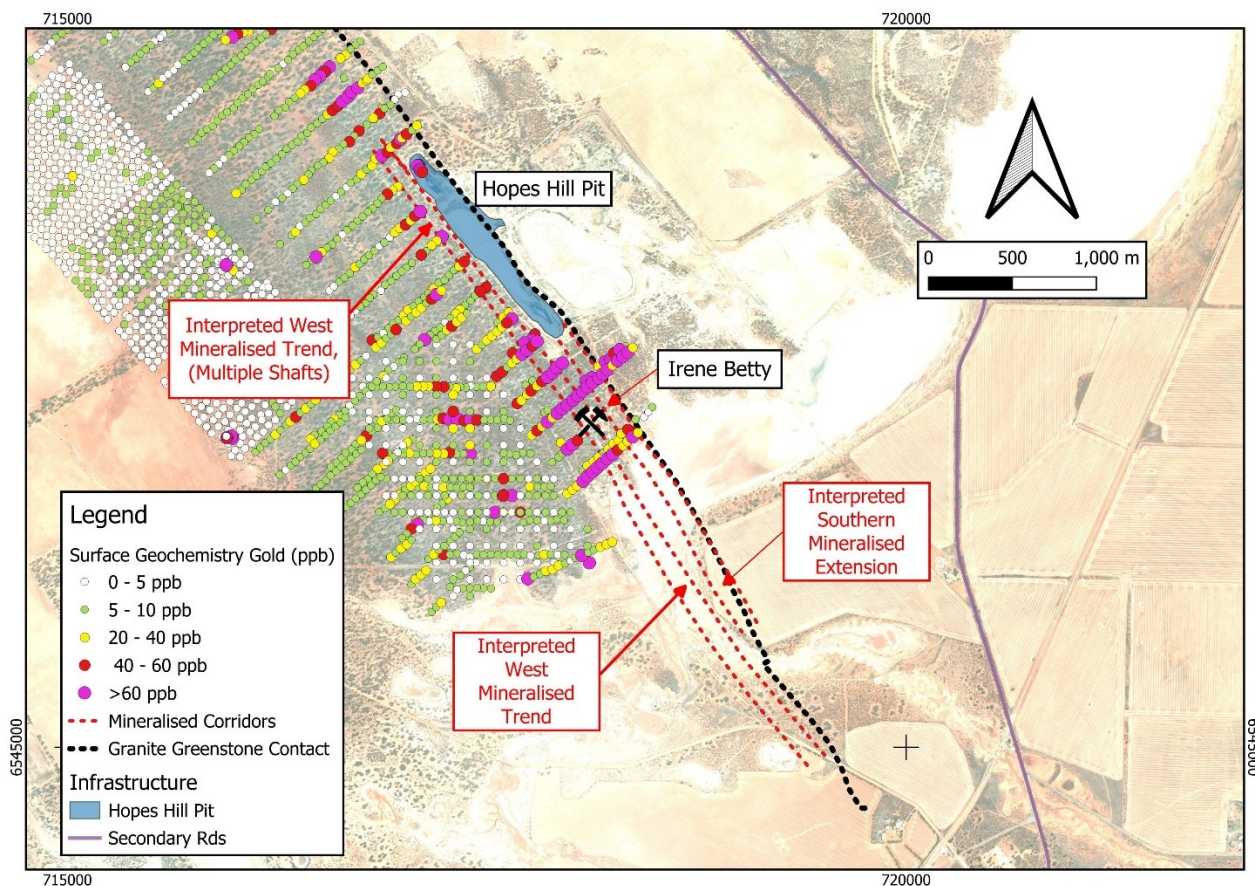 715000
720000
Hopes Hill Pit
0
500
1,000 m
Interpreted West
Mineralised Trend,
(Multiple Shafts)
Irene Betty
Interpreted
Southern
Mineralised
Extension
Interpreted
West
Mineralised
Trend
Legend
Surface Geochemistry Gold (ppb)
0 - 5 ppb
5 - 10 ppb
20 - 40 ppb
40 - 60 ppb
>60 ppb
Mineralised Corridors
Granite Greenstone Contact
Infrastructure
Hopes Hill Pit
Secondary Rds
6545000
6545000
715000
720000